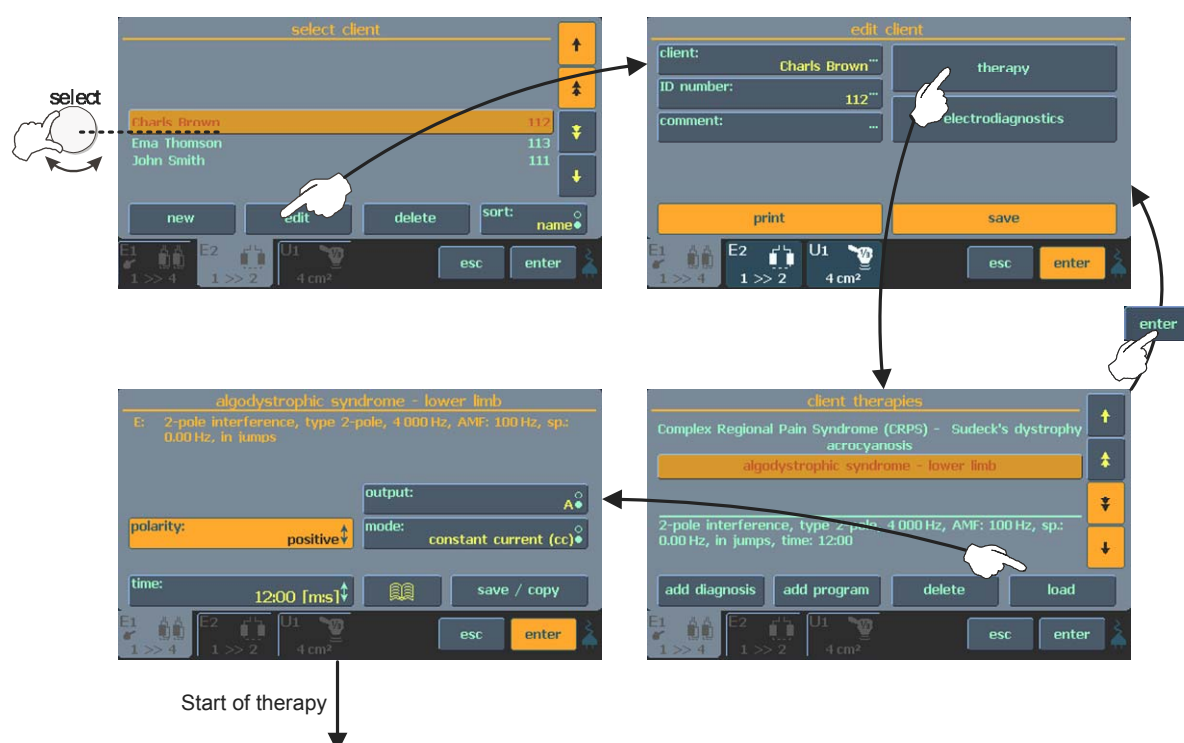 select
select client
Charls Brown 112
Ema Thomson 113
John Smith 111
new edit delete sort: name
E1 1 >> 4 E2 1 >> 2 U1 4 cm² esc enter
edit client
client: Charls Brown...
ID number: 112...
comment: ...
therapy
electrodiagnostics
print save
E1 1 >> 4 E2 1 >> 2 U1 4 cm² esc enter
enter
algodystrophic syndrome - lower limb
E: 2-pole interference, type 2-pole, 4 000 Hz, AMF: 100 Hz, sp.:
0.00 Hz, in jumps
output: A
polarity: positive
mode: constant current (cc)
time: 12:00 [m:s]
save / copy
E1 1 >> 4 E2 1 >> 2 U1 4 cm² esc enter
Start of therapy
client therapies
Complex Regional Pain Syndrome (CRPS) - Sudeck's dystrophy
acrocyanosis
algodystrophic syndrome - lower limb
2-pole interference, type 2-pole, 4 000 Hz, AMF: 100 Hz, sp.:
0.00 Hz, in jumps, time: 12:00
add diagnosis add program delete load
E1 1 >> 4 E2 1 >> 2 U1 4 cm² esc enter